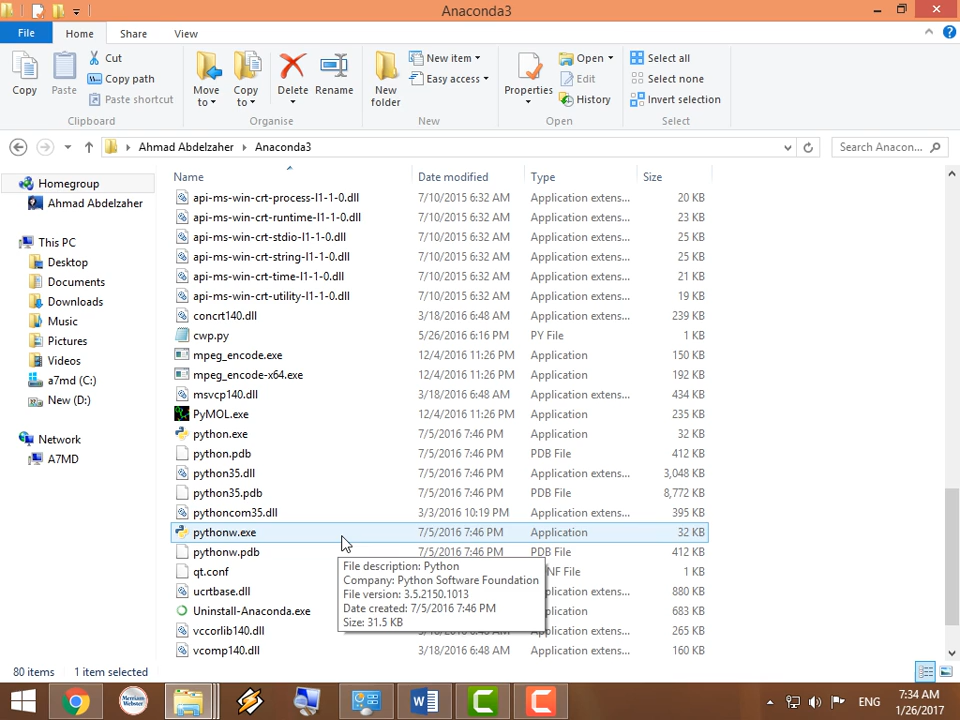 Anaconda3
File Home Share View
Copy
Paste
Cut
Copy path
Paste shortcut
Clipboard
Move to
Copy to
Delete
Rename
Organise
New folder
New item
Easy access
New
Properties
Open
Edit
History
Open
Select all
Select none
Invert selection
Select
Ahmad Abdelzaher Anaconda3
Search Anacon...
Homegroup
Ahmad Abdelzaher
This PC
Desktop
Documents
Downloads
Music
Pictures
Videos
a7md (C:)
New (D:)
Network
A7MD
Name Date modified Type Size
api-ms-win-crt-process-l1-1-0.dll 7/10/2015 6:32 AM Application extens... 20 KB
api-ms-win-crt-runtime-l1-1-0.dll 7/10/2015 6:32 AM Application extens... 23 KB
api-ms-win-crt-stdio-l1-1-0.dll 7/10/2015 6:32 AM Application extens... 25 KB
api-ms-win-crt-string-l1-1-0.dll 7/10/2015 6:32 AM Application extens... 25 KB
api-ms-win-crt-time-l1-1-0.dll 7/10/2015 6:32 AM Application extens... 21 KB
api-ms-win-crt-utility-l1-1-0.dll 7/10/2015 6:32 AM Application extens... 19 KB
concrt140.dll 3/18/2016 6:48 AM Application extens... 239 KB
cwp.py 5/26/2016 6:16 PM PY File 1 KB
mpeg_encode.exe 12/4/2016 11:26 PM Application 150 KB
mpeg_encode-x64.exe 12/4/2016 11:26 PM Application 192 KB
msvcp140.dll 3/18/2016 6:48 AM Application extens... 434 KB
PyMOL.exe 12/4/2016 11:26 PM Application 235 KB
python.exe 7/5/2016 7:46 PM Application 32 KB
python.pdb 7/5/2016 7:46 PM PDB File 412 KB
python35.dll 7/5/2016 7:46 PM Application extens... 3,048 KB
python35.pdb 7/5/2016 7:46 PM PDB File 8,772 KB
pythoncom35.dll 3/3/2016 10:19 PM Application extens... 395 KB
pythonw.exe 7/5/2016 7:46 PM Application 32 KB
pythonw.pdb 7/5/2016 7:46 PM PDB File 412 KB
qt.conf NF File 1 KB
ucrtbase.dll Application extens... 880 KB
Uninstall-Anaconda.exe Application 683 KB
vccorlib140.dll Application extens... 265 KB
vcomp140.dll 3/18/2016 6:48 AM Application extens... 160 KB
File description: Python
Company: Python Software Foundation
File version: 3.5.2150.1013
Date created: 7/5/2016 7:46 PM
Size: 31.5 KB
80 items 1 item selected
Merriam Webster
ENG
7:34 AM
1/26/2017